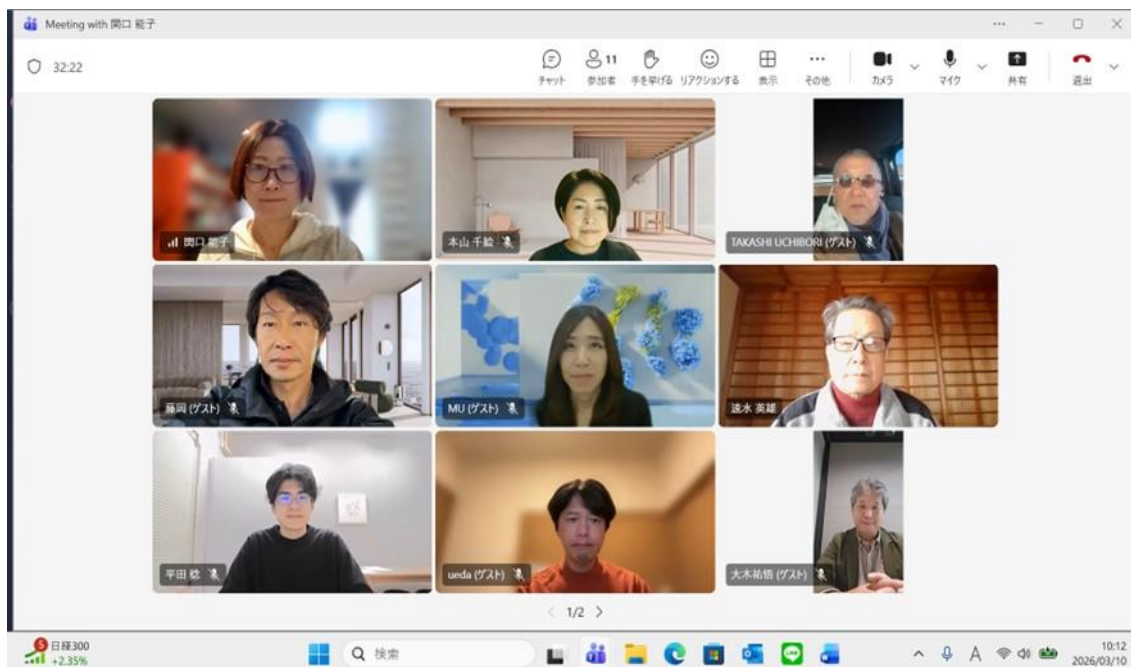 Meeting with 関口 能子
32:22
チャット
11
参加者
手を挙げる
リアクションする
表示
その他
カメラ
マイク
共有
退出
関口 能子
本山 千絵
TAKASHI UCHIBORI (ゲスト)
藤岡 (ゲスト)
MU (ゲスト)
速水 英雄
平田 稔
ueda (ゲスト)
大木祐悟 (ゲスト)
1/2
5
日経300
+2.35%
検索
A
10:12
2026/03/10